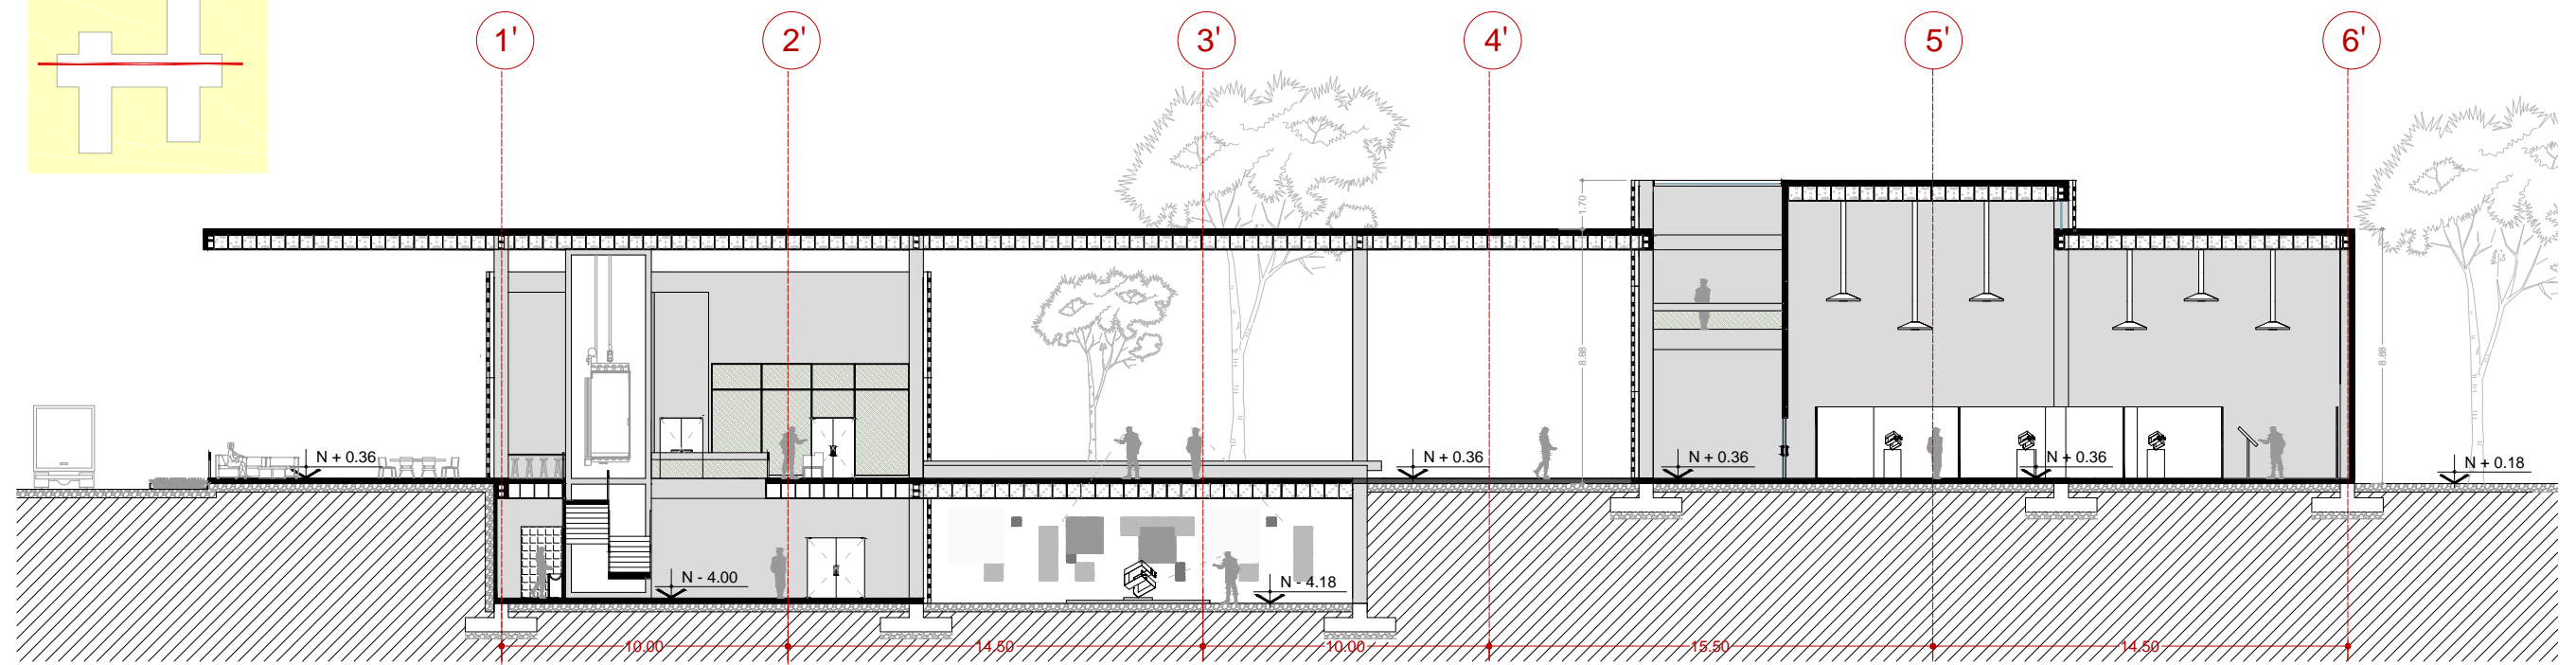 1' 2' 3' 4' 5' 6'
1.70
8.88
8.88
N + 0.36
N + 0.36
N + 0.36
N + 0.36
N + 0.18
N - 4.00
N - 4.18
10.00 14.50 10.00 15.50 14.50